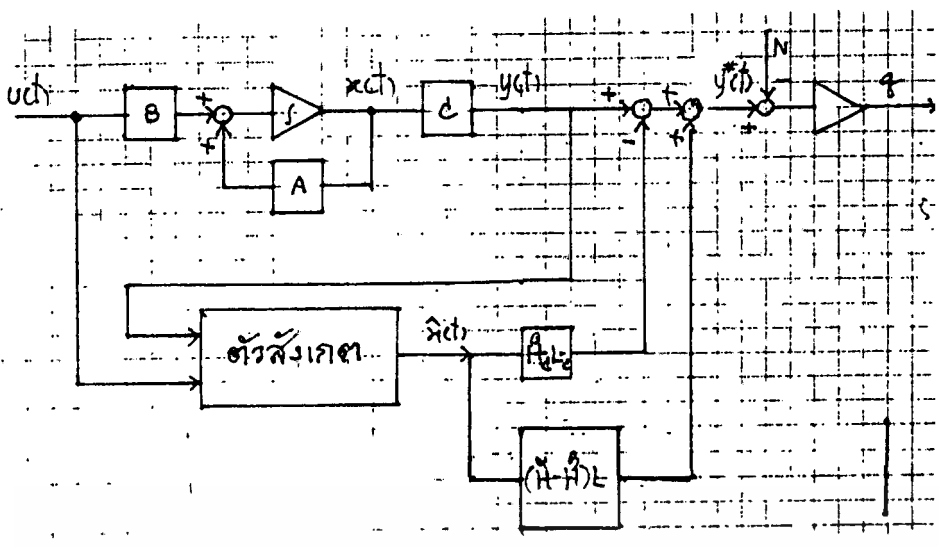 u(t)
B
+
+
∫
x(t)
A
C
y(t)
+
-
+
+
y*(t)
N
+
q
ตัวสังเกต
x̂(t)